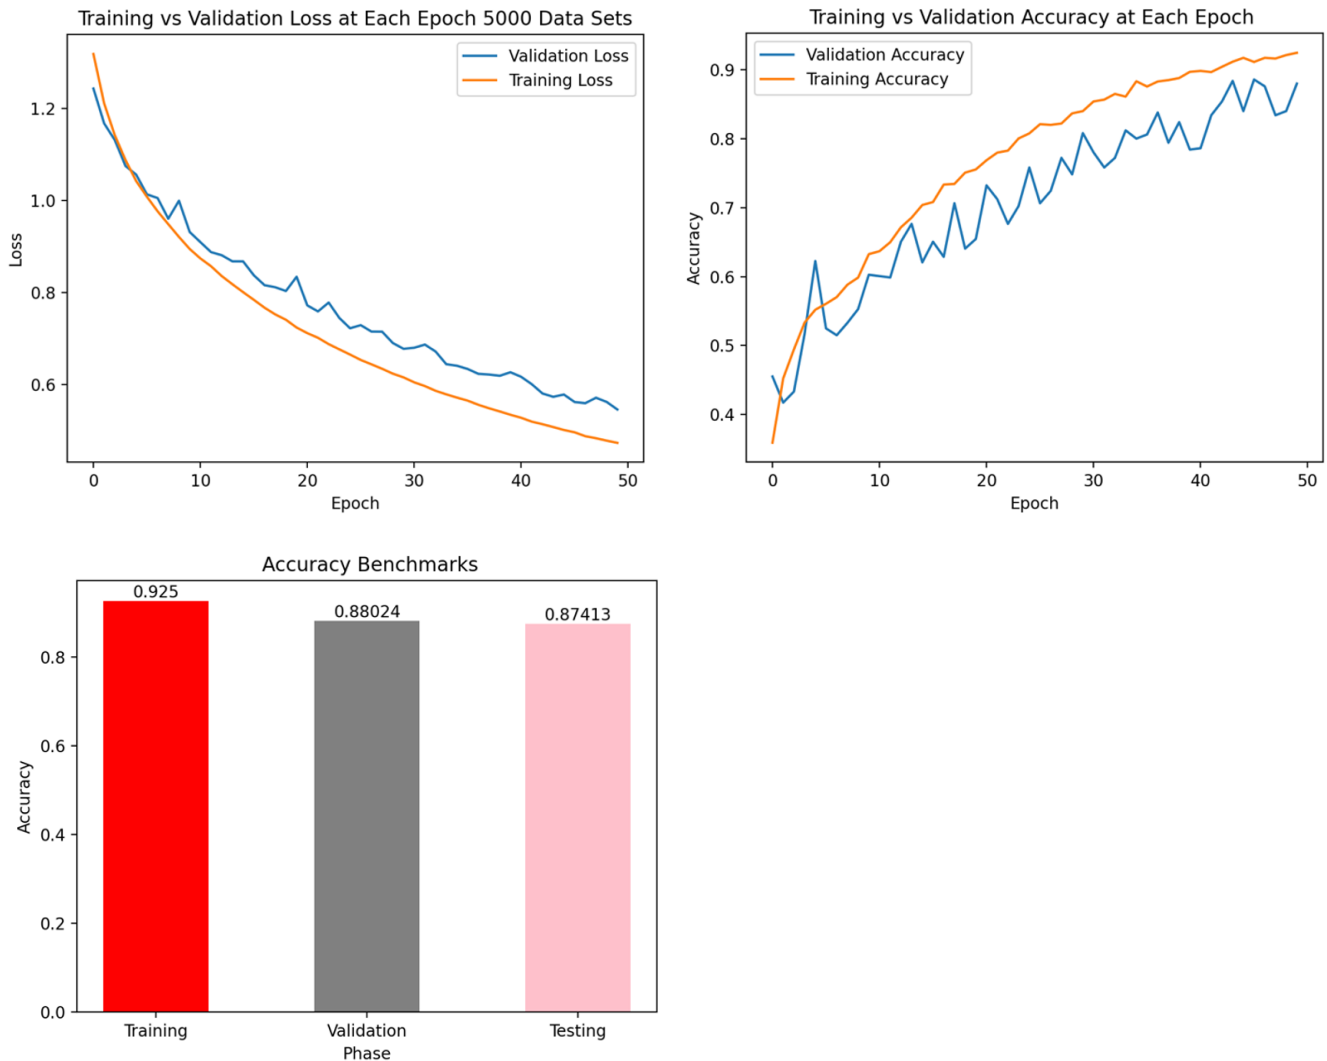 Training vs Validation Loss at Each Epoch 5000 Data Sets
Validation Loss
Training Loss
1.2
1.0
0.8
0.6
Loss
0
10
20
30
40
50
Epoch
Training vs Validation Accuracy at Each Epoch
Validation Accuracy
Training Accuracy
0.9
0.8
0.7
0.6
0.5
0.4
Accuracy
0
10
20
30
40
50
Epoch
Accuracy Benchmarks
0.925
0.88024
0.87413
0.8
0.6
0.4
0.2
0.0
Accuracy
Training
Validation
Testing
Phase